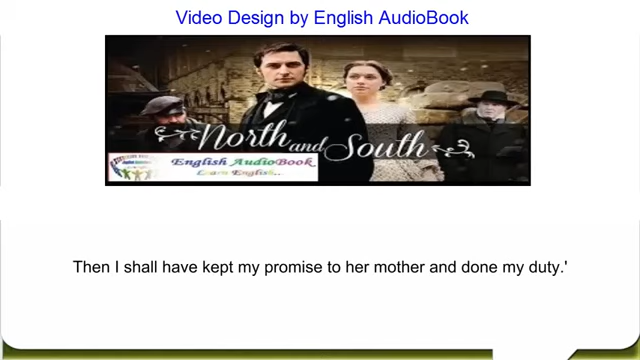 Video Design by English AudioBook
North and South
English AudioBook
Learn English...
Then I shall have kept my promise to her mother and done my duty.'